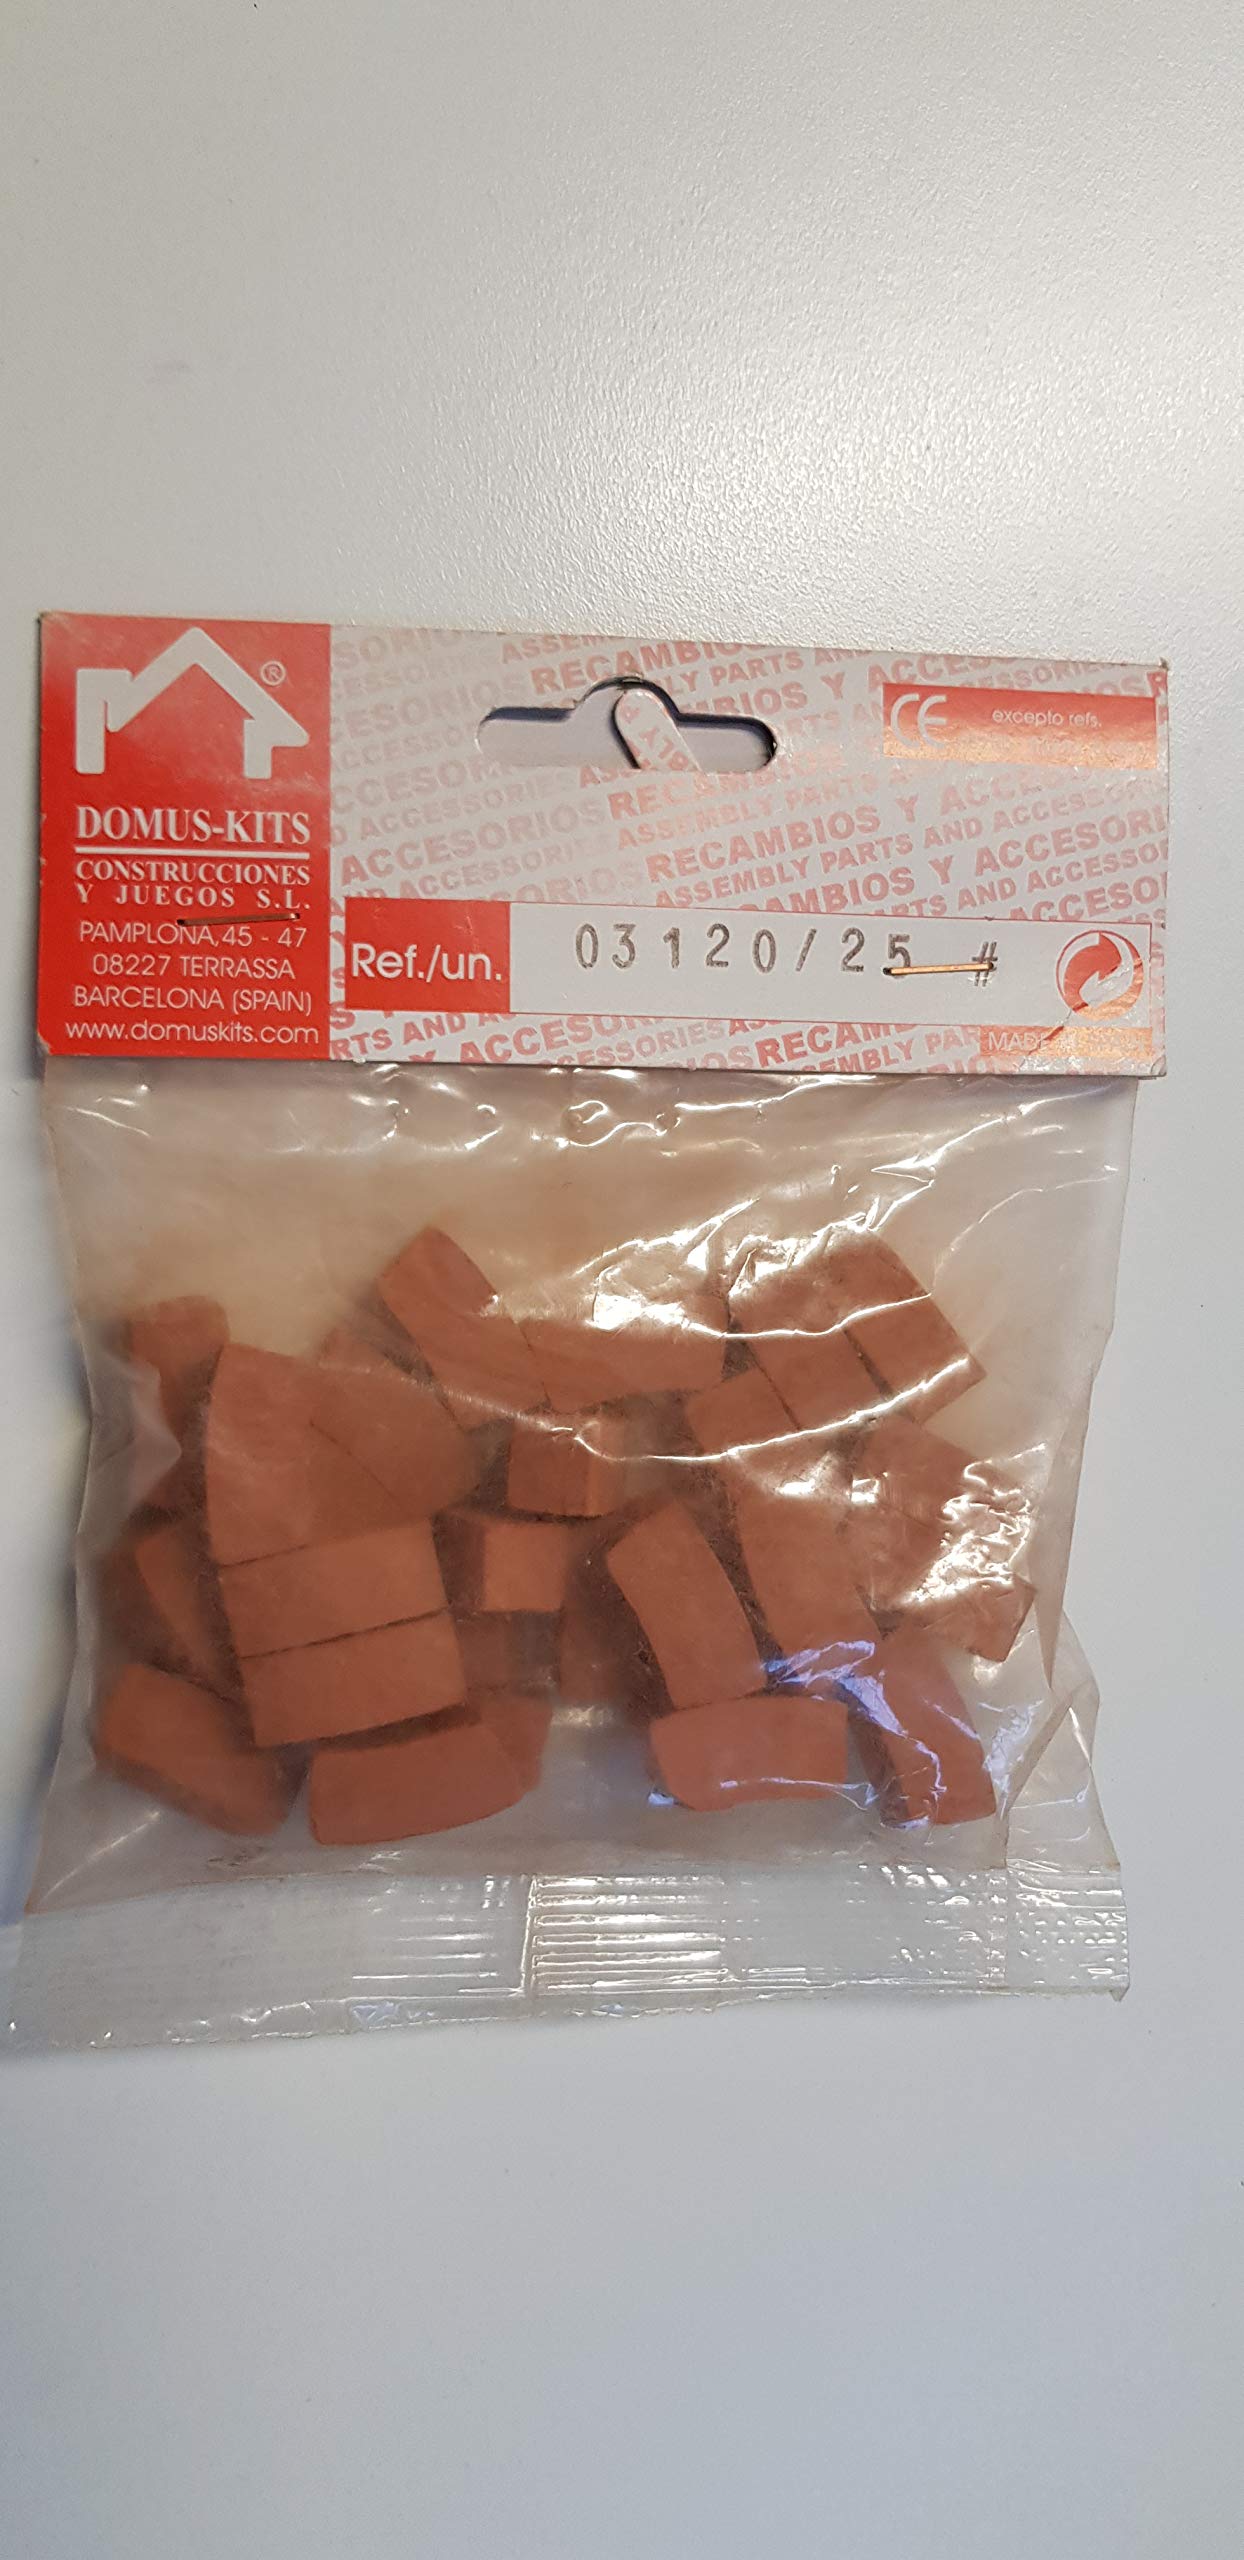 ®
DOMUS-KITS
CONSTRUCCIONES
Y JUEGOS S.L.
PAMPLONA, 45 - 47
08227 TERRASSA
BARCELONA (SPAIN)
www.domuskits.com
CE excepto refs.
RECAMBIOS Y ACCESORIOS
ASSEMBLY PARTS AND ACCESSORIES
Ref./un. 03120/25 #
MADE